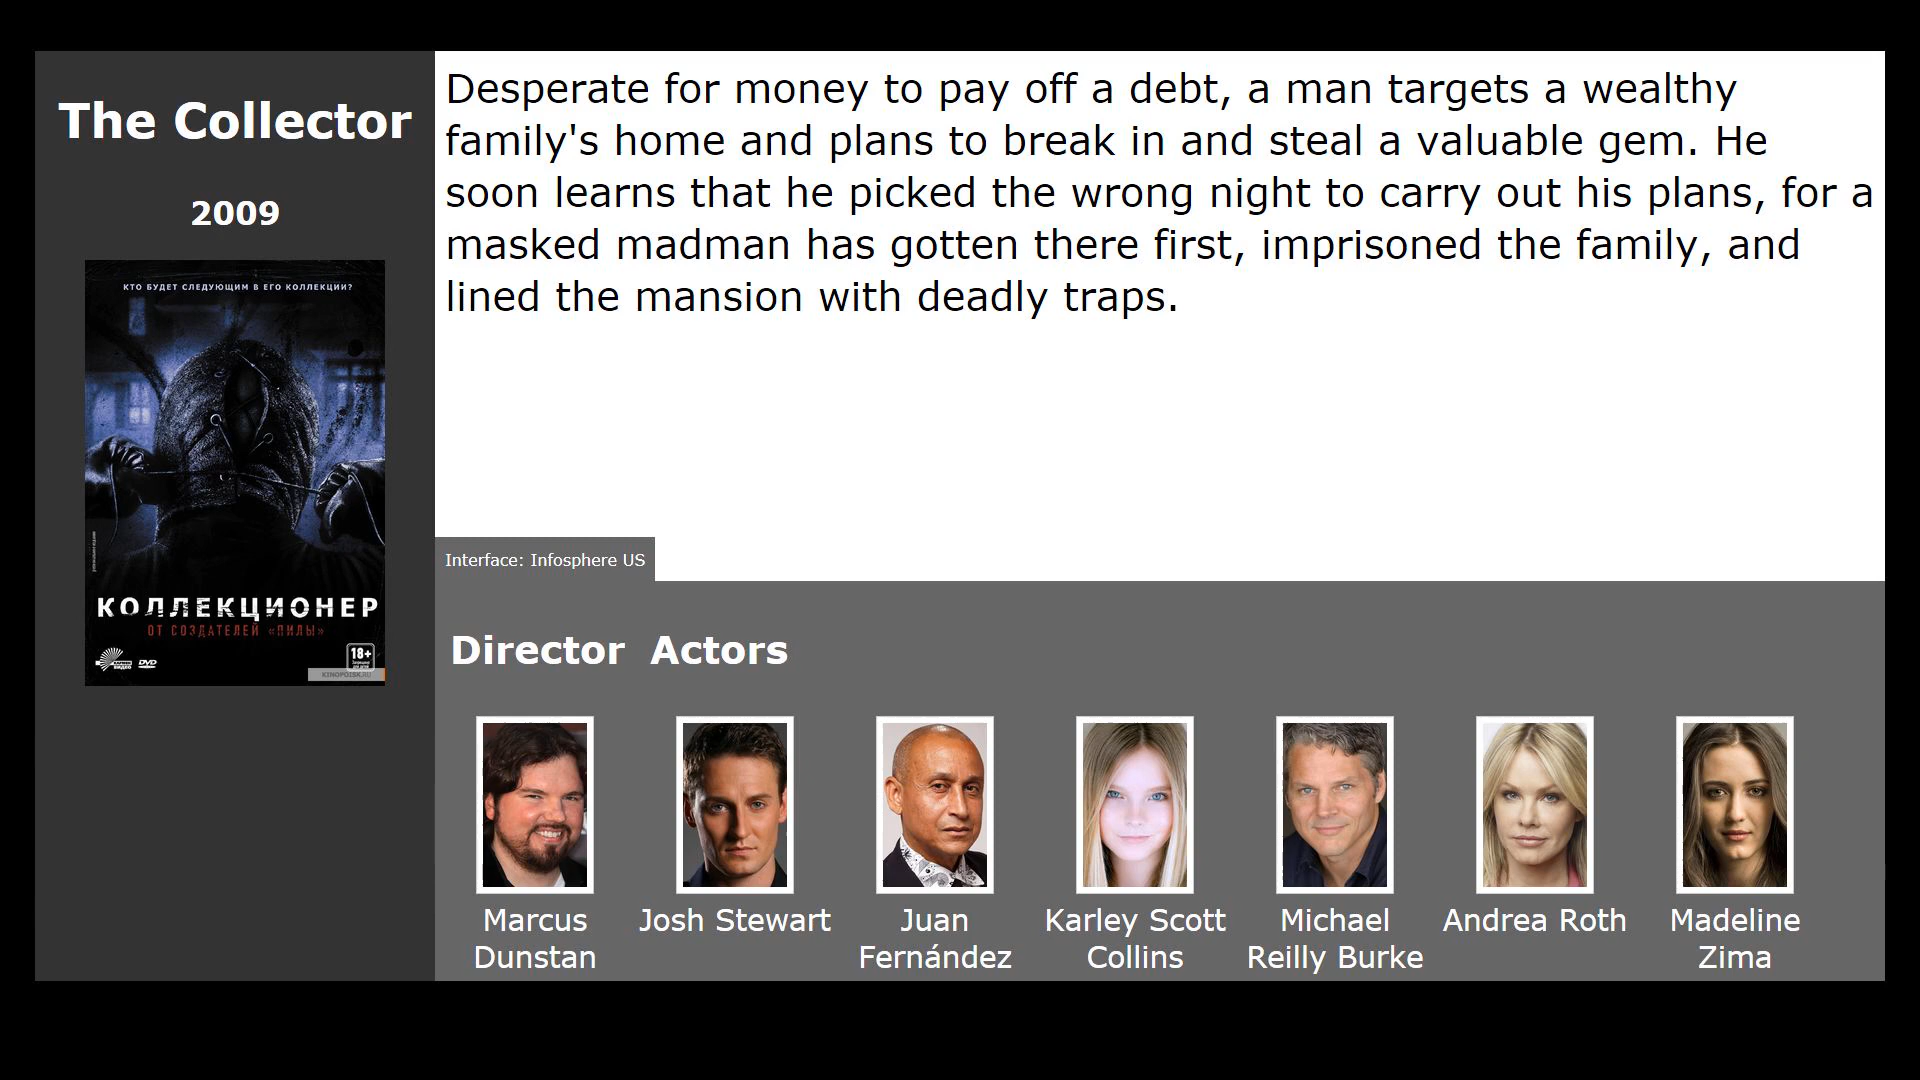 The Collector
2009
КТО БУДЕТ СЛЕДУЮЩИМ В ЕГО КОЛЛЕКЦИИ?
КОЛЛЕКЦИОНЕР
ОТ СОЗДАТЕЛЕЙ «ПИЛЫ»
DVD
18+
KINOPOISK.RU
Desperate for money to pay off a debt, a man targets a wealthy
family's home and plans to break in and steal a valuable gem. He
soon learns that he picked the wrong night to carry out his plans, for a
masked madman has gotten there first, imprisoned the family, and
lined the mansion with deadly traps.
Interface: Infosphere US
Director Actors
Marcus
Dunstan
Josh Stewart
Juan
Fernández
Karley Scott
Collins
Michael
Reilly Burke
Andrea Roth
Madeline
Zima